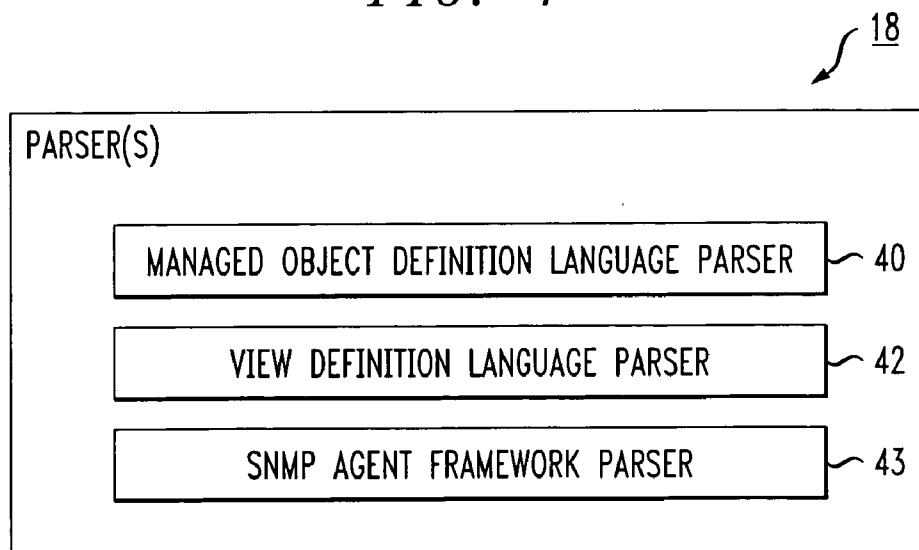 18
PARSER(S)
MANAGED OBJECT DEFINITION LANGUAGE PARSER
40
VIEW DEFINITION LANGUAGE PARSER
42
SNMP AGENT FRAMEWORK PARSER
43